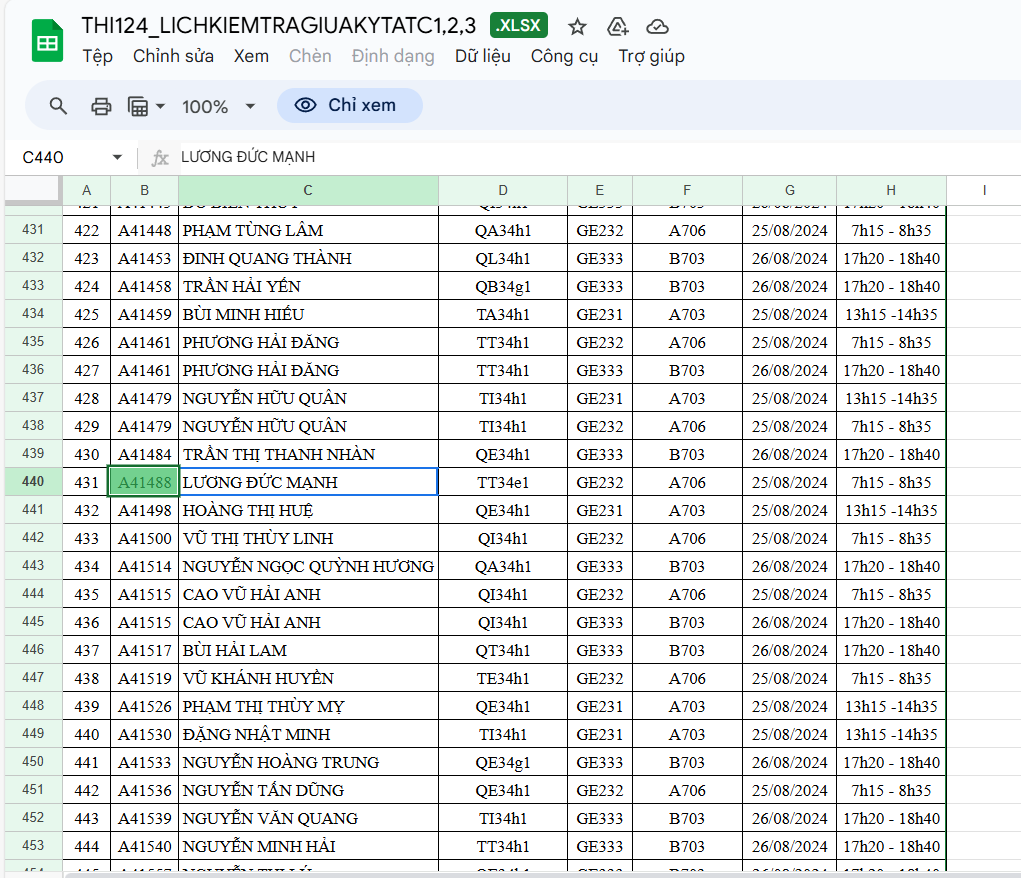 THI124_LICHKIEMTRAGIUAKYTATC1,2,3 .XLSX
Tệp Chỉnh sửa Xem Chèn Định dạng Dữ liệu Công cụ Trợ giúp
100% Chỉ xem
C440 fx LƯƠNG ĐỨC MẠNH
A B C D E F G H I
431 422 A41448 PHẠM TÙNG LÂM QA34h1 GE232 A706 25/08/2024 7h15 - 8h35
432 423 A41453 ĐINH QUANG THÀNH QL34h1 GE333 B703 26/08/2024 17h20 - 18h40
433 424 A41458 TRẦN HẢI YẾN QB34g1 GE333 B703 26/08/2024 17h20 - 18h40
434 425 A41459 BÙI MINH HIẾU TA34h1 GE231 A703 25/08/2024 13h15 -14h35
435 426 A41461 PHƯƠNG HẢI ĐĂNG TT34h1 GE232 A706 25/08/2024 7h15 - 8h35
436 427 A41461 PHƯƠNG HẢI ĐĂNG TT34h1 GE333 B703 26/08/2024 17h20 - 18h40
437 428 A41479 NGUYỄN HỮU QUÂN TI34h1 GE231 A703 25/08/2024 13h15 -14h35
438 429 A41479 NGUYỄN HỮU QUÂN TI34h1 GE232 A706 25/08/2024 7h15 - 8h35
439 430 A41484 TRẦN THỊ THANH NHÀN QE34h1 GE333 B703 26/08/2024 17h20 - 18h40
440 431 A41488 LƯƠNG ĐỨC MẠNH TT34e1 GE232 A706 25/08/2024 7h15 - 8h35
441 432 A41498 HOÀNG THỊ HUỆ QE34h1 GE231 A703 25/08/2024 13h15 -14h35
442 433 A41500 VŨ THỊ THÙY LINH QI34h1 GE232 A706 25/08/2024 7h15 - 8h35
443 434 A41514 NGUYỄN NGỌC QUỲNH HƯƠNG QA34h1 GE333 B703 26/08/2024 17h20 - 18h40
444 435 A41515 CAO VŨ HẢI ANH QI34h1 GE232 A706 25/08/2024 7h15 - 8h35
445 436 A41515 CAO VŨ HẢI ANH QI34h1 GE333 B703 26/08/2024 17h20 - 18h40
446 437 A41517 BÙI HẢI LAM QT34h1 GE333 B703 26/08/2024 17h20 - 18h40
447 438 A41519 VŨ KHÁNH HUYỀN TE34h1 GE232 A706 25/08/2024 7h15 - 8h35
448 439 A41526 PHẠM THỊ THÙY MỴ QE34h1 GE231 A703 25/08/2024 13h15 -14h35
449 440 A41530 ĐẶNG NHẬT MINH TI34h1 GE231 A703 25/08/2024 13h15 -14h35
450 441 A41533 NGUYỄN HOÀNG TRUNG QE34g1 GE333 B703 26/08/2024 17h20 - 18h40
451 442 A41536 NGUYỄN TẤN DŨNG QE34h1 GE232 A706 25/08/2024 7h15 - 8h35
452 443 A41539 NGUYỄN VĂN QUANG TI34h1 GE333 B703 26/08/2024 17h20 - 18h40
453 444 A41540 NGUYỄN MINH HẢI TT34h1 GE333 B703 26/08/2024 17h20 - 18h40